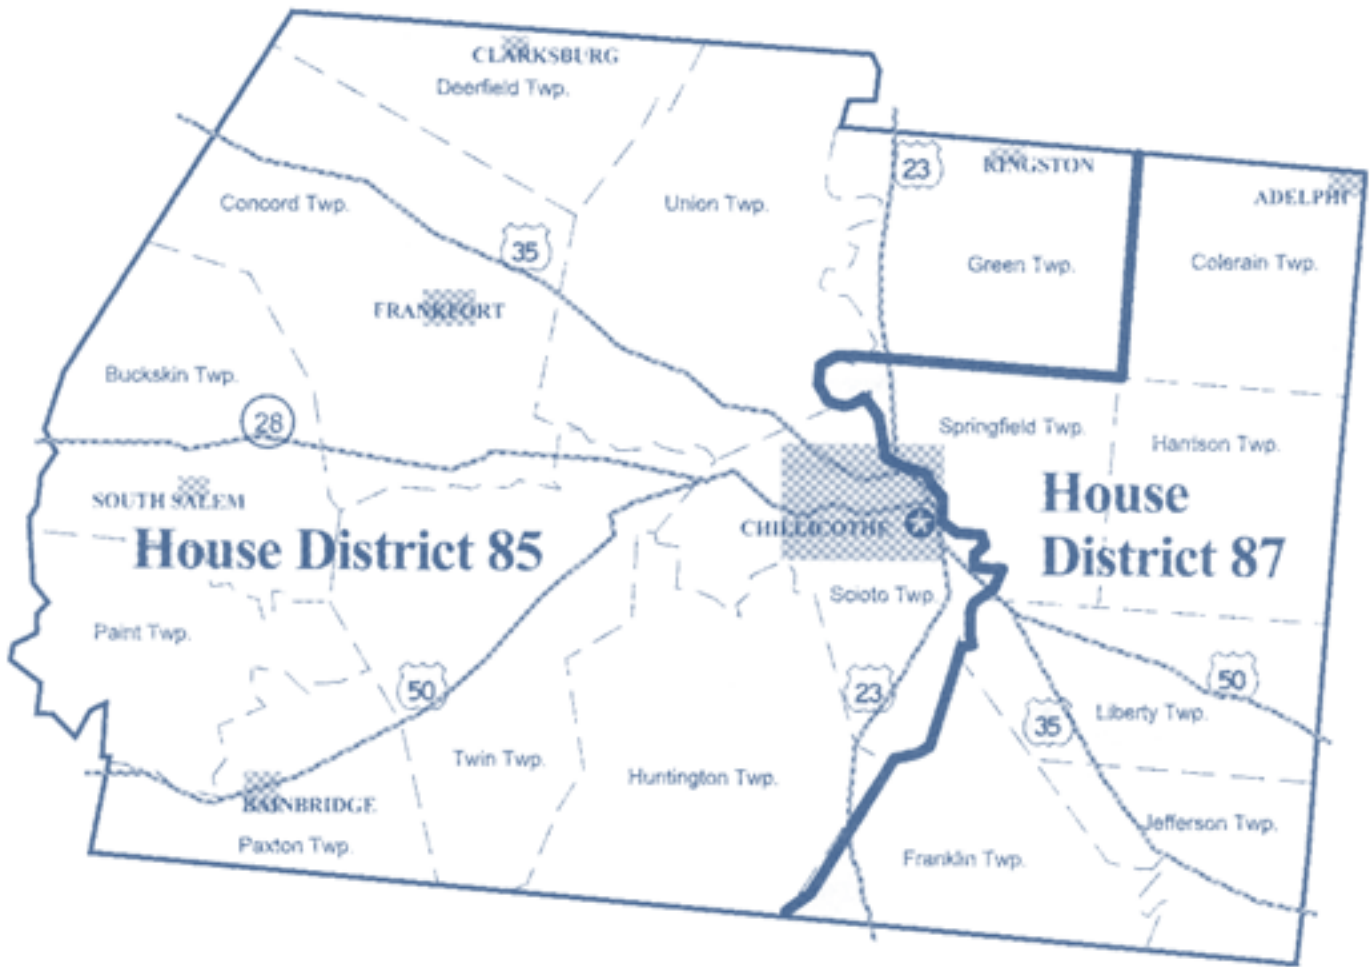 CLARKSBURG
Deerfield Twp.
23
KINGSTON
ADELPHI
Concord Twp.
Union Twp.
35
Green Twp.
Colerain Twp.
FRANKFORT
Buckskin Twp.
28
Springfield Twp.
Harrison Twp.
SOUTH SALEM
House
District 87
CHILLICOTHE
House District 85
Scioto Twp.
Paint Twp.
50
23
50
35
Liberty Twp.
Twin Twp.
Huntington Twp.
BAINBRIDGE
Paxton Twp.
Jefferson Twp.
Franklin Twp.